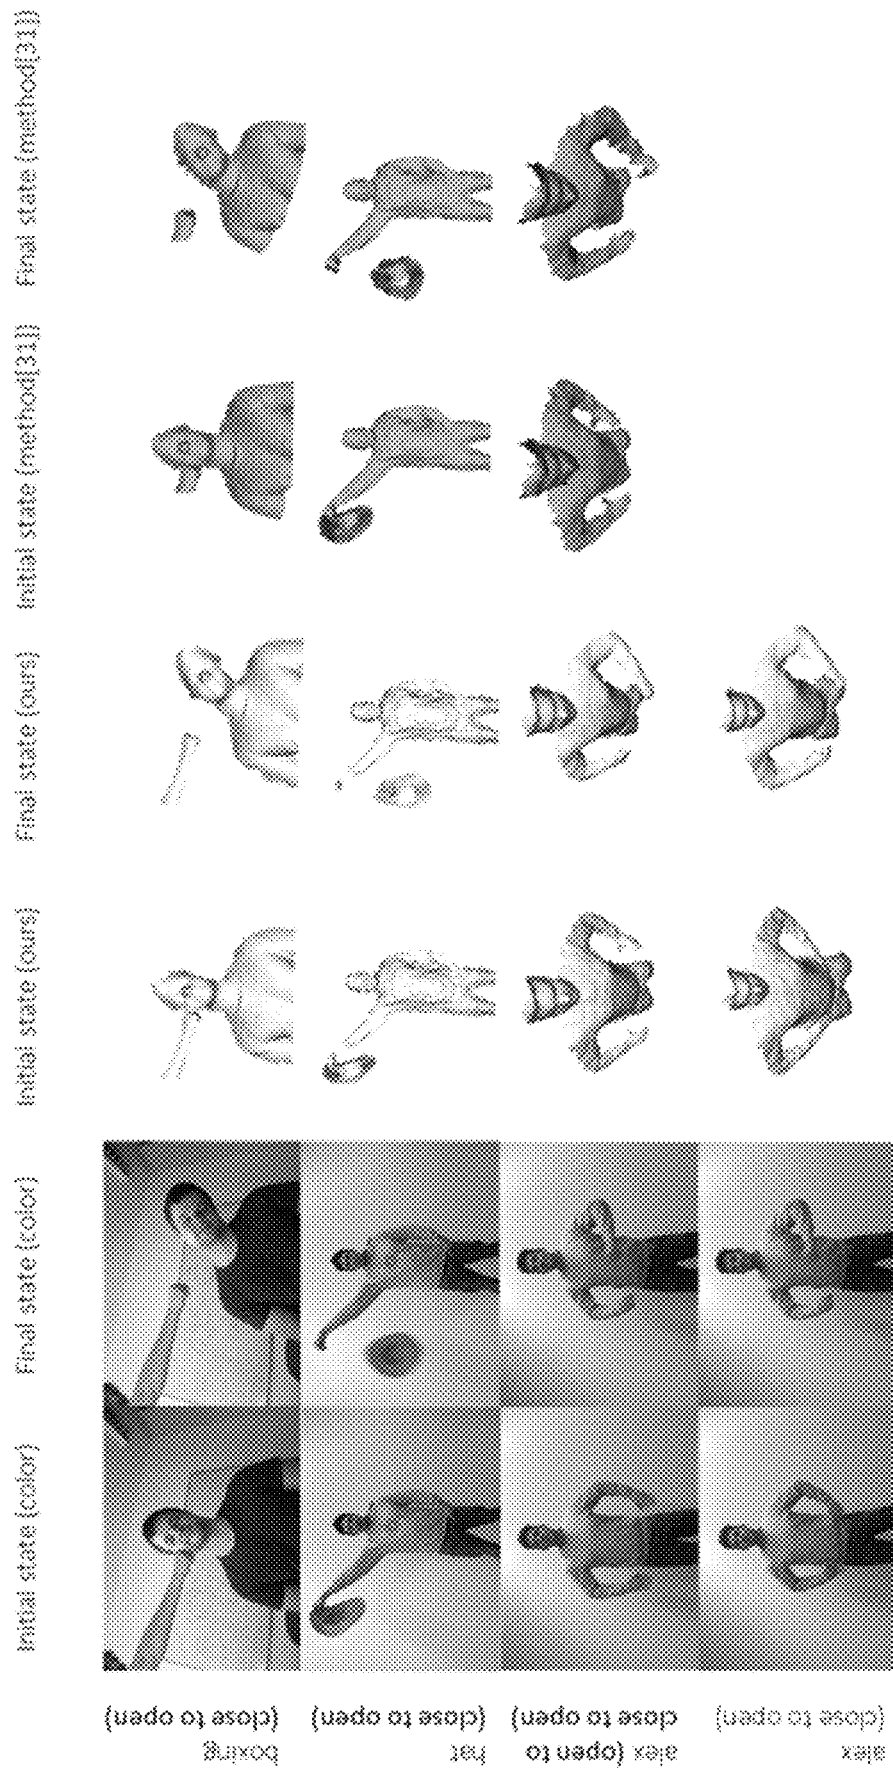 Initial state (color)
Final state (color)
Initial state (ours)
Final state (ours)
Initial state (method[31])
Final state (method[31])
boxing
(close to open)
hat
(close to open)
alex (open to
close to open)
alex
(close to open)